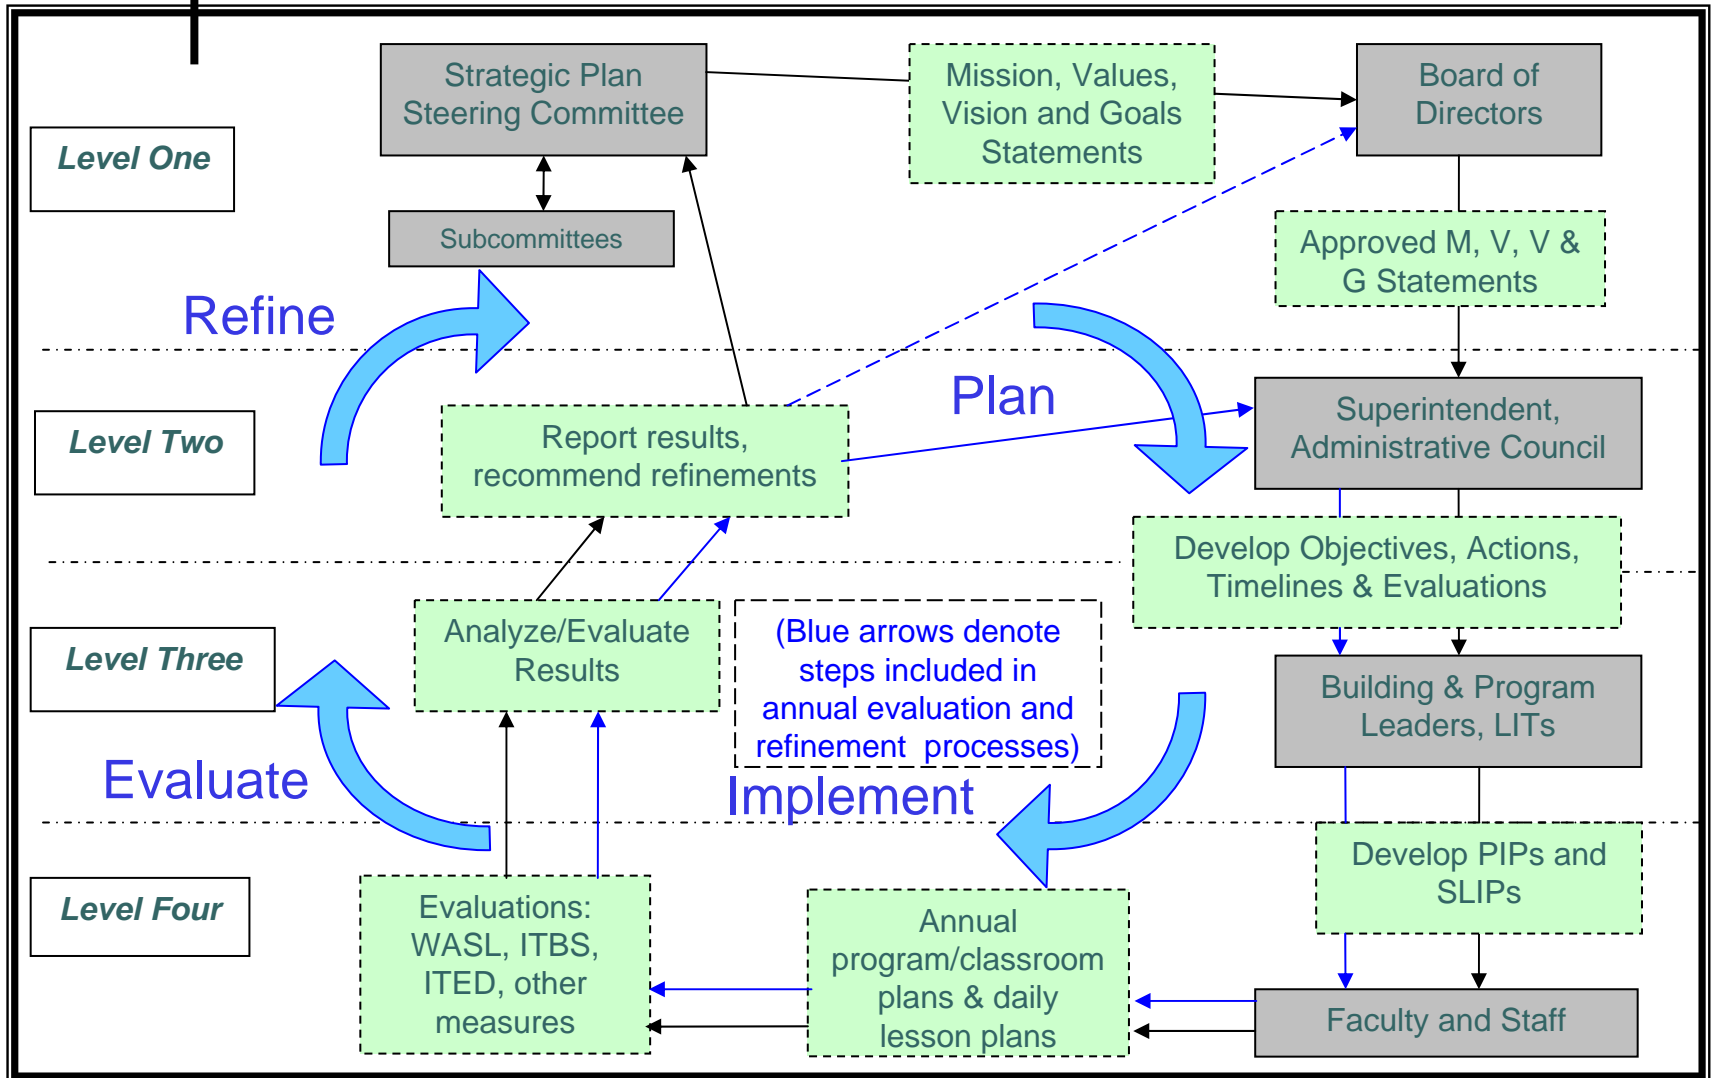 Strategic Plan
Steering Committee
Mission, Values,
Vision and Goals
Statements
Board of
Directors
Level One
Subcommittees
Approved M, V, V &
G Statements
Refine
Plan
Level Two
Report results,
recommend refinements
Superintendent,
Administrative Council
Develop Objectives, Actions,
Timelines & Evaluations
Level Three
Analyze/Evaluate
Results
(Blue arrows denote
steps included in
annual evaluation and
refinement processes)
Building & Program
Leaders, LITs
Evaluate
Implement
Develop PIPs and
SLIPs
Level Four
Evaluations:
WASL, ITBS,
ITED, other
measures
Annual
program/classroom
plans & daily
lesson plans
Faculty and Staff